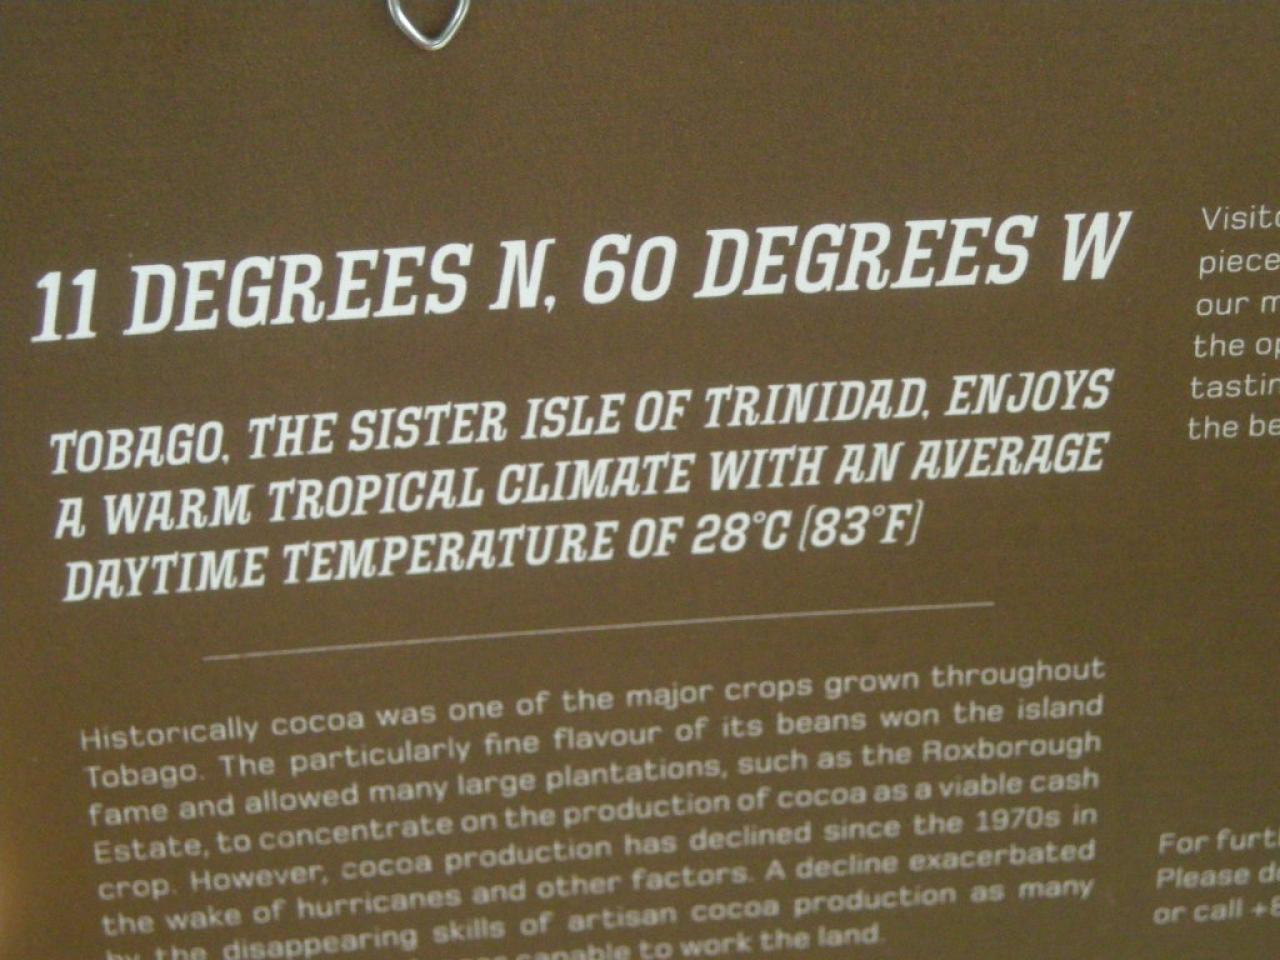 11 DEGREES N, 60 DEGREES W
TOBAGO, THE SISTER ISLE OF TRINIDAD, ENJOYS
A WARM TROPICAL CLIMATE WITH AN AVERAGE
DAYTIME TEMPERATURE OF 28°C (83°F)
Historically cocoa was one of the major crops grown throughout
Tobago. The particularly fine flavour of its beans won the island
fame and allowed many large plantations, such as the Roxborough
Estate, to concentrate on the production of cocoa as a viable cash
crop. However, cocoa production has declined since the 1970s in
the wake of hurricanes and other factors. A decline exacerbated
by the disappearing skills of artisan cocoa production as many
capable to work the land.
piece
our m
the op
the be
For furt
Please d
or call +8